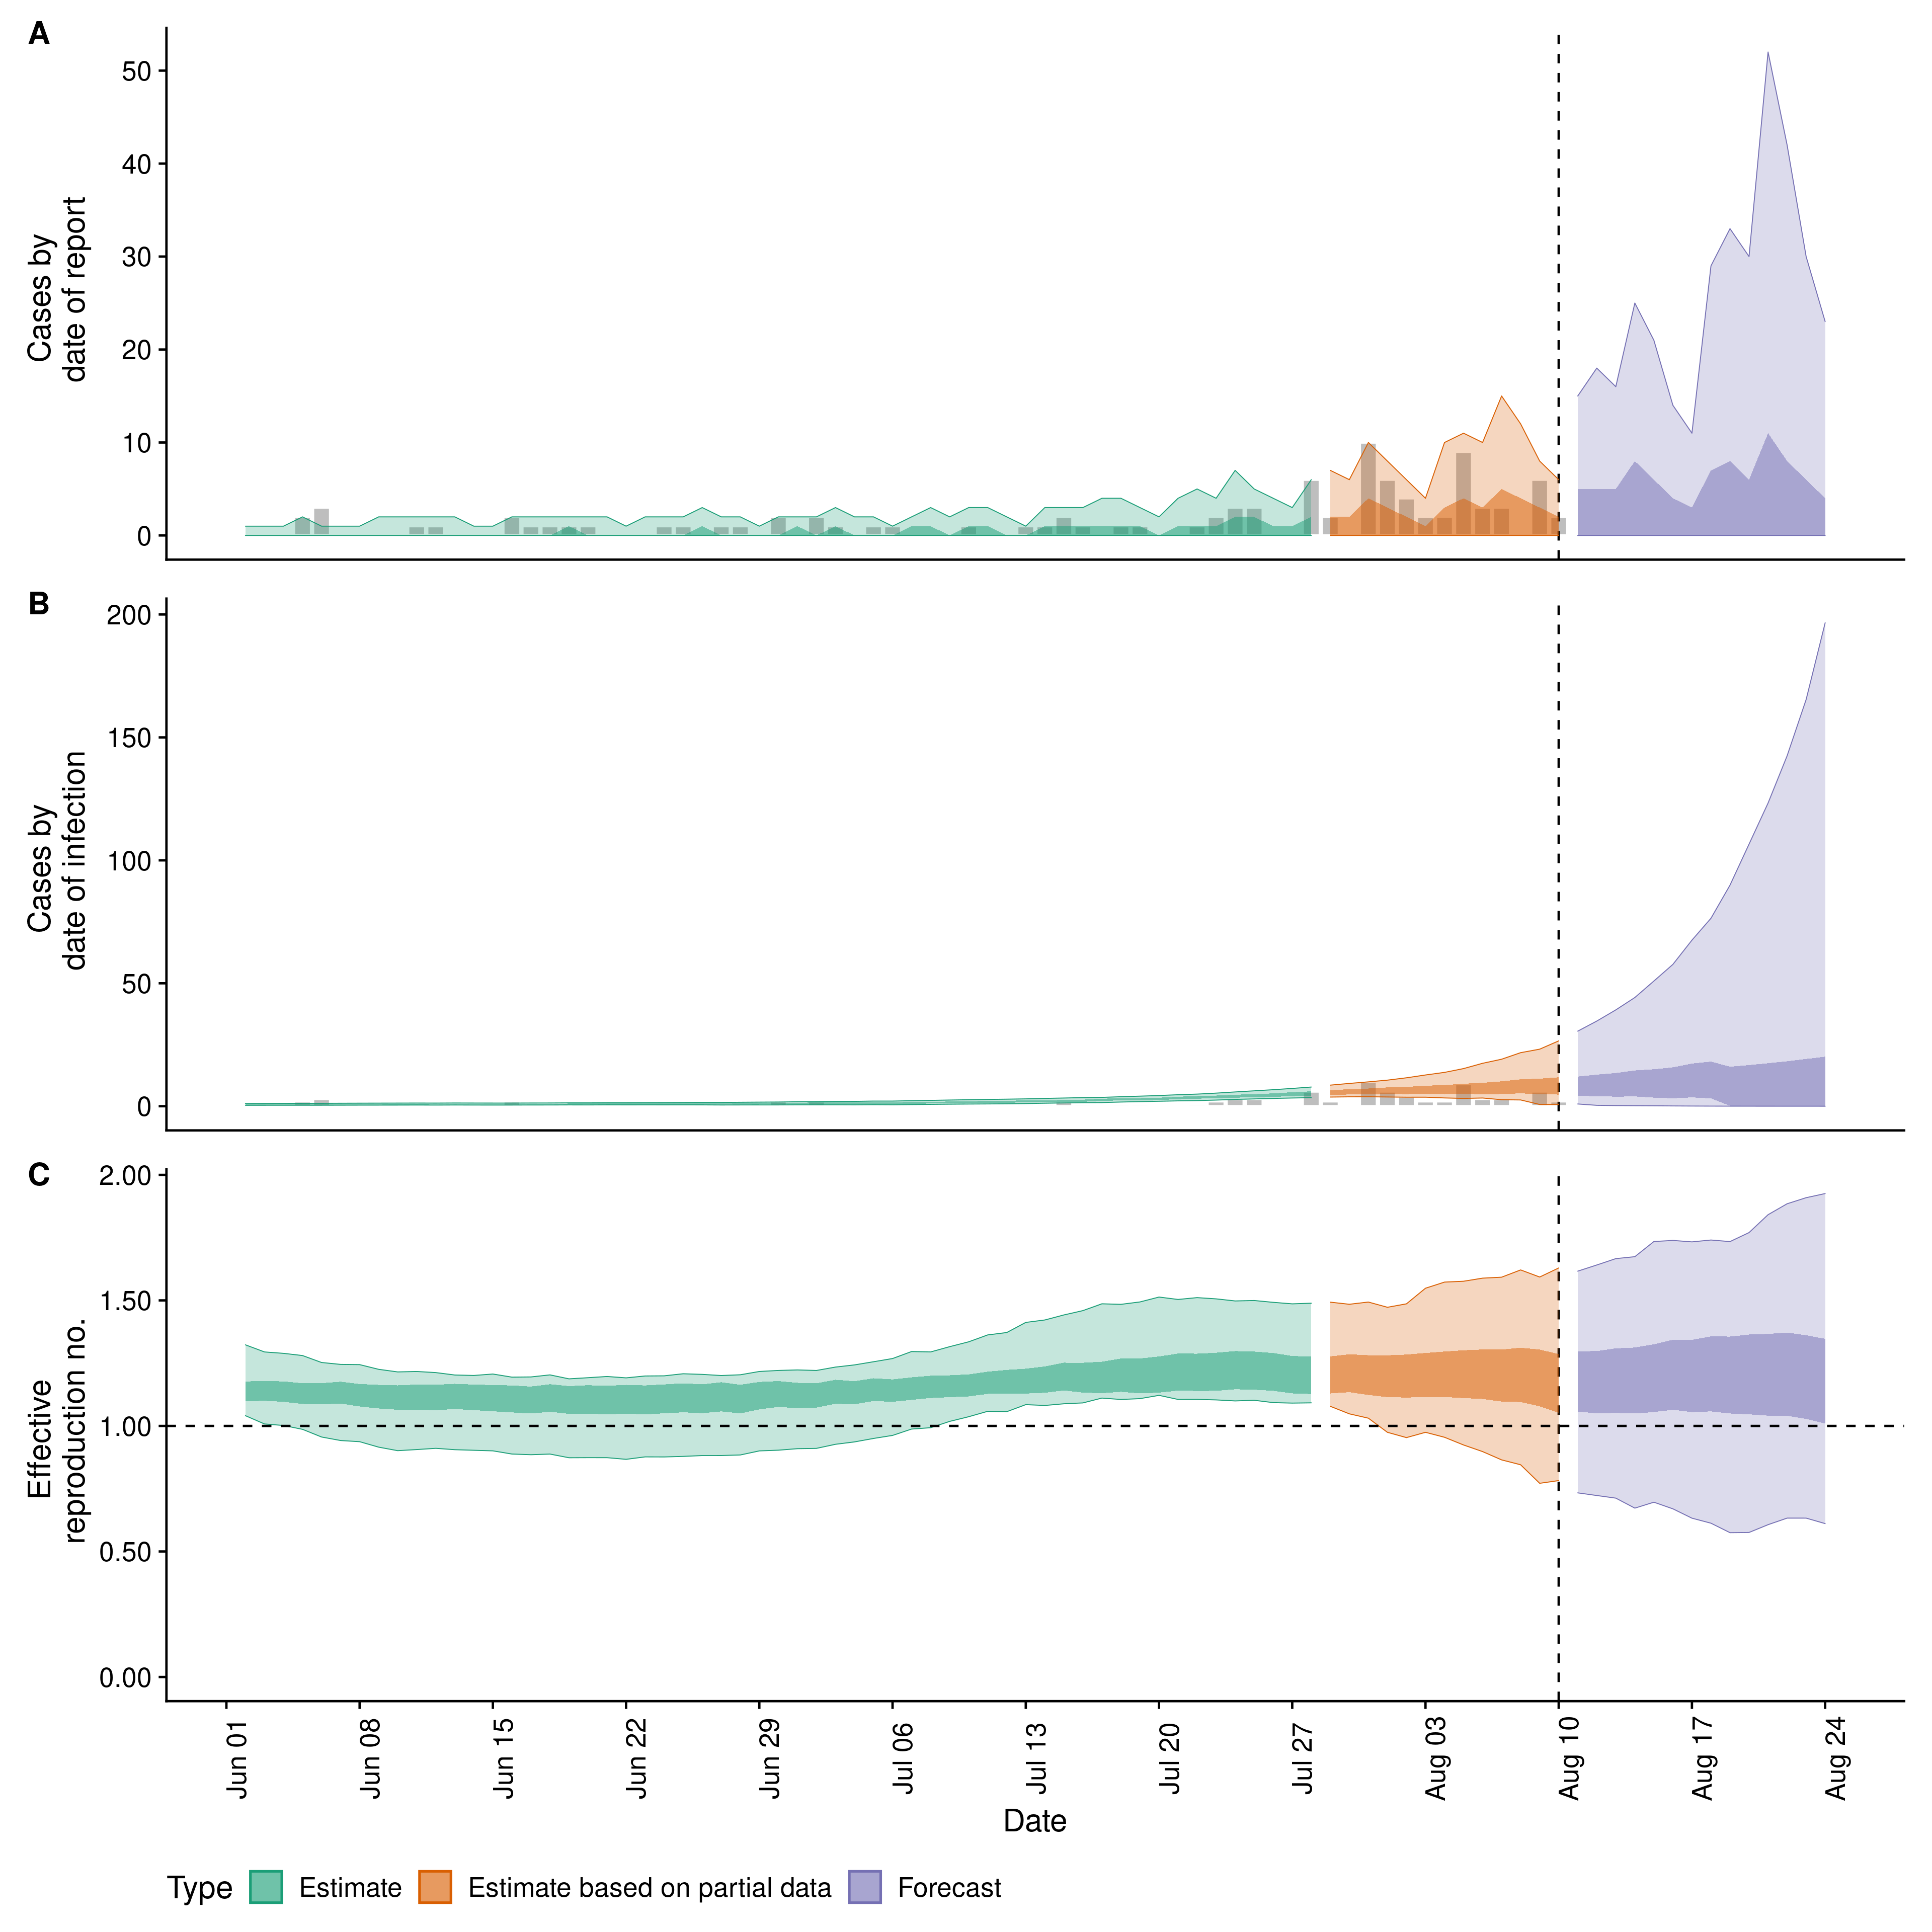 A
50
40
30
20
10
0
Cases by
date of report
B
200
150
100
50
0
Cases by
date of infection
C
2.00
1.50
1.00
0.50
0.00
Effective
reproduction no.
Jun 01
Jun 08
Jun 15
Jun 22
Jun 29
Jul 06
Jul 13
Jul 20
Jul 27
Aug 03
Aug 10
Aug 17
Aug 24
Date
Type Estimate Estimate based on partial data Forecast